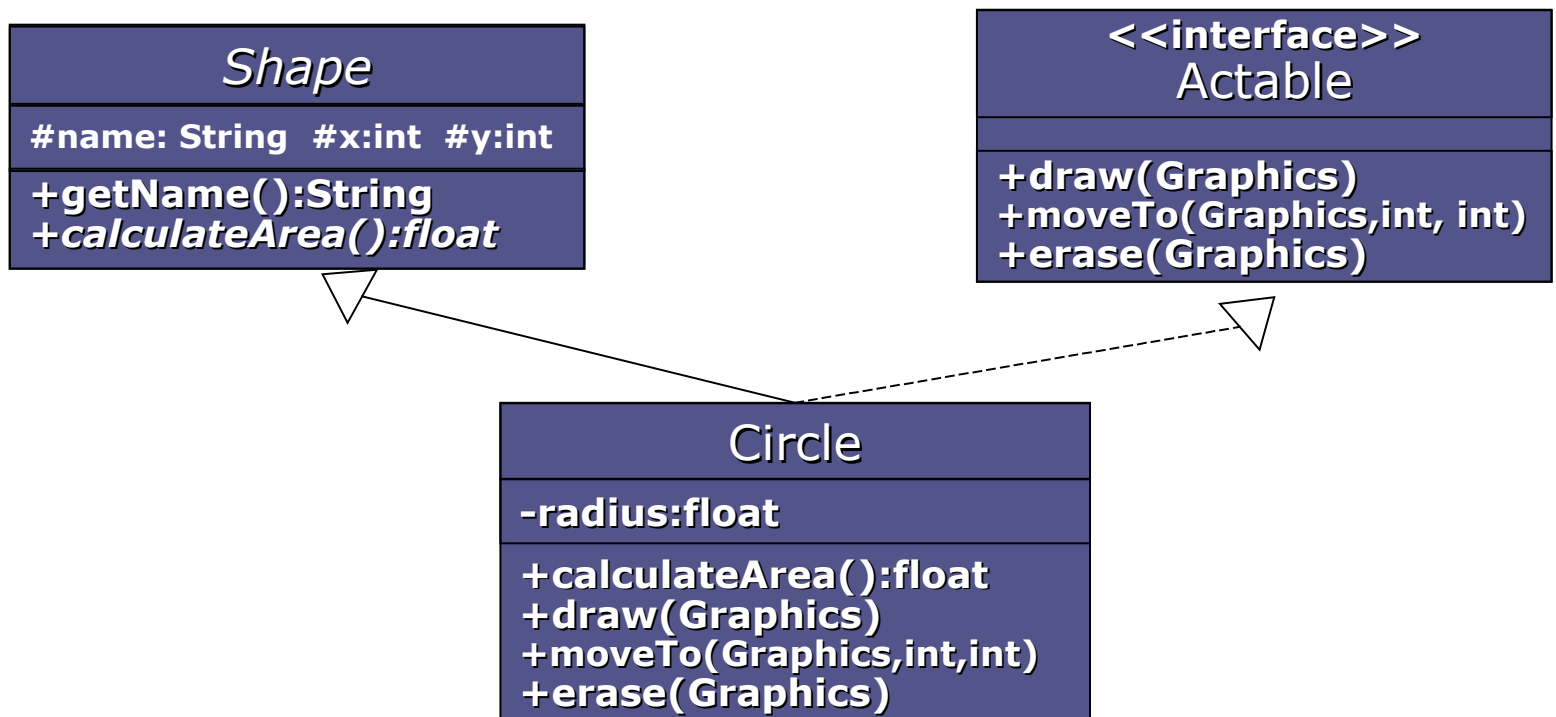 Shape
#name: String  #x:int  #y:int
+getName():String
+calculateArea():float
<<interface>>
Actable
+draw(Graphics)
+moveTo(Graphics,int, int)
+erase(Graphics)
Circle
-radius:float
+calculateArea():float
+draw(Graphics)
+moveTo(Graphics,int,int)
+erase(Graphics)